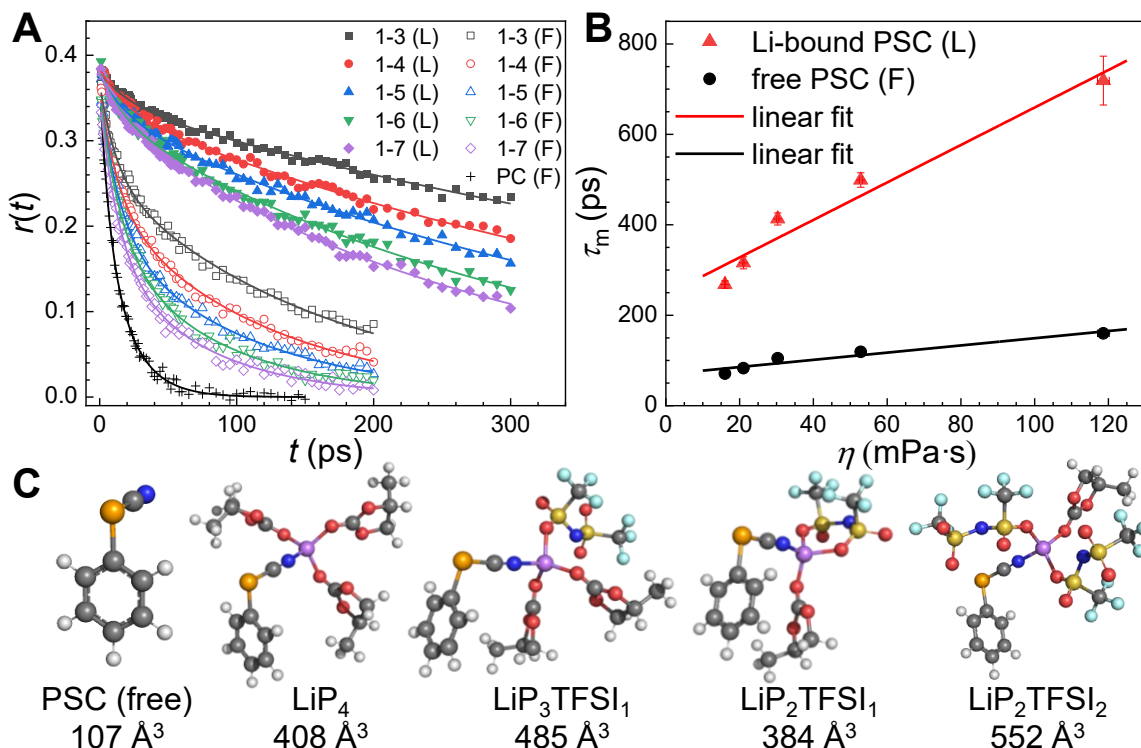 A
0.4
0.3
0.2
0.1
0.0
r(t)
0
100
200
300
t (ps)
1-3 (L)
1-3 (F)
1-4 (L)
1-4 (F)
1-5 (L)
1-5 (F)
1-6 (L)
1-6 (F)
1-7 (L)
1-7 (F)
PC (F)
B
800
600
400
200
0
τm (ps)
0
20
40
60
80
100
120
η (mPa·s)
Li-bound PSC (L)
free PSC (F)
linear fit
linear fit
C
PSC (free)
107 Å³
LiP₄
408 Å³
LiP₃TFSI₁
485 Å³
LiP₂TFSI₁
384 Å³
LiP₂TFSI₂
552 Å³